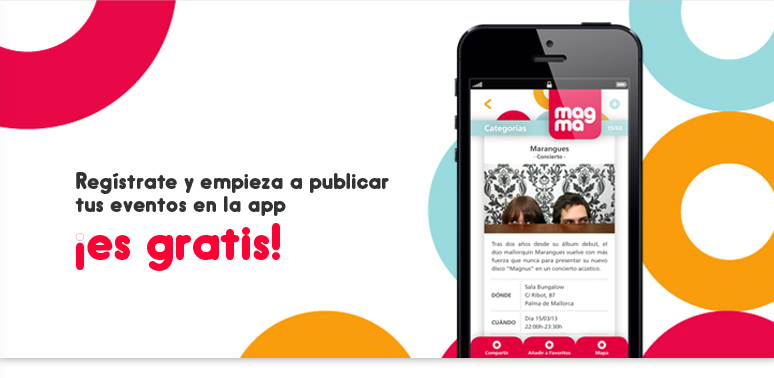 Regístrate y empieza a publicar
tus eventos en la app
¡es gratis!
mag
ma
Categorias
15/03
Marangues
- Concierto -
Tras dos años desde su álbum debut, el
dúo mallorquín Marangues vuelve con más
fuerza que nunca para presentar su nuevo
disco "Magnus" en un concierto acústico.
DÓNDE
Sala Bungalow
C/ Ribot, 87
Palma de Mallorca
CUÁNDO
Día 15/03/13
22:00h-23:30h
Compartir
Añadir a Favoritos
Mapa